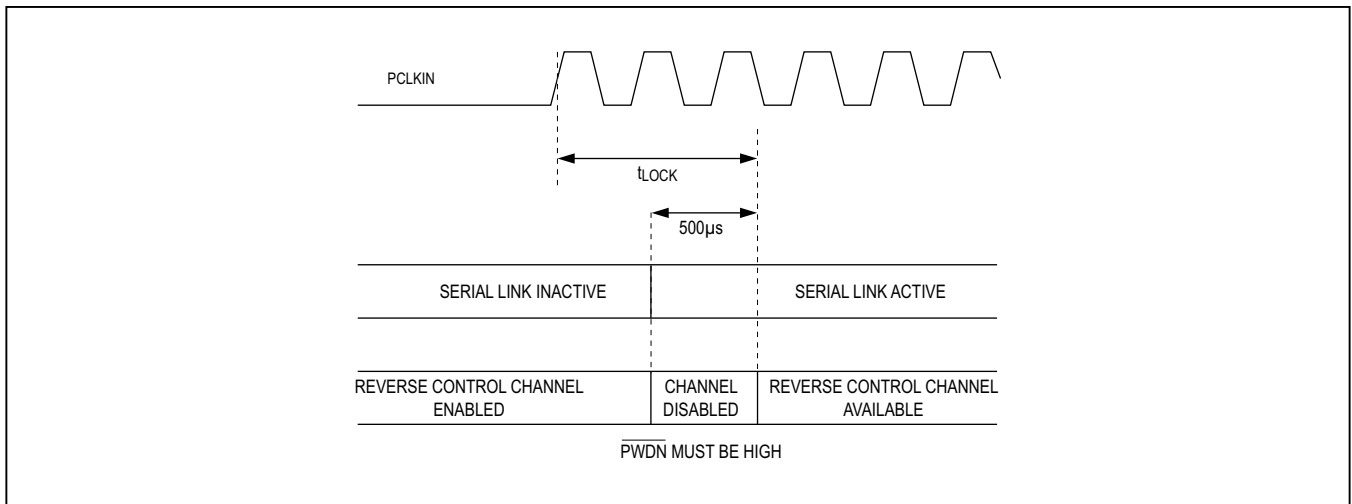 PCLKIN
tLOCK
500µs
SERIAL LINK INACTIVE
SERIAL LINK ACTIVE
REVERSE CONTROL CHANNEL
ENABLED
CHANNEL
DISABLED
REVERSE CONTROL CHANNEL
AVAILABLE
PWDN MUST BE HIGH